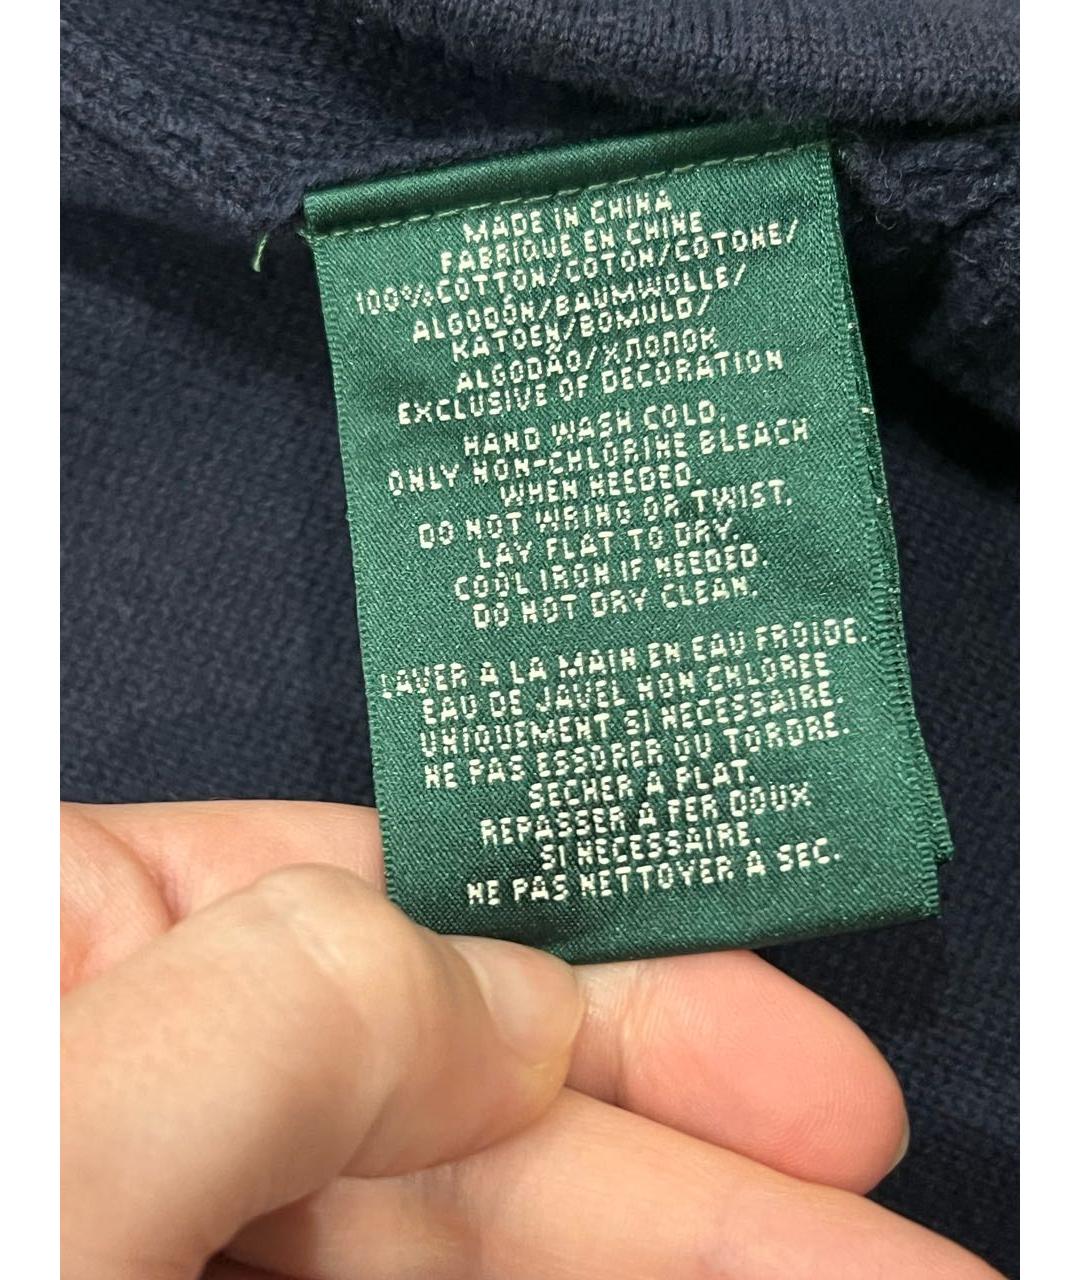 MADE IN CHINA
FABRIQUE EN CHINE
100%COTTON/COTON/COTONE/
ALGODÓN/BAUMWOLLE/
KATOEN/BOMULD/
ALGODÃO/ХЛОПОК
EXCLUSIVE OF DECORATION
HAND WASH COLD.
ONLY NON-CHLORINE BLEACH
WHEN NEEDED.
DO NOT WRING OR TWIST.
LAY FLAT TO DRY.
COOL IRON IF NEEDED.
DO NOT DRY CLEAN.
LAVER A LA MAIN EN EAU FROIDE.
EAU DE JAVEL NON CHLOREE
UNIQUEMENT SI NECESSAIRE.
NE PAS ESSORER OU TORDRE.
SECHER A PLAT.
REPASSER A FER DOUX
SI NECESSAIRE.
NE PAS NETTOYER A SEC.